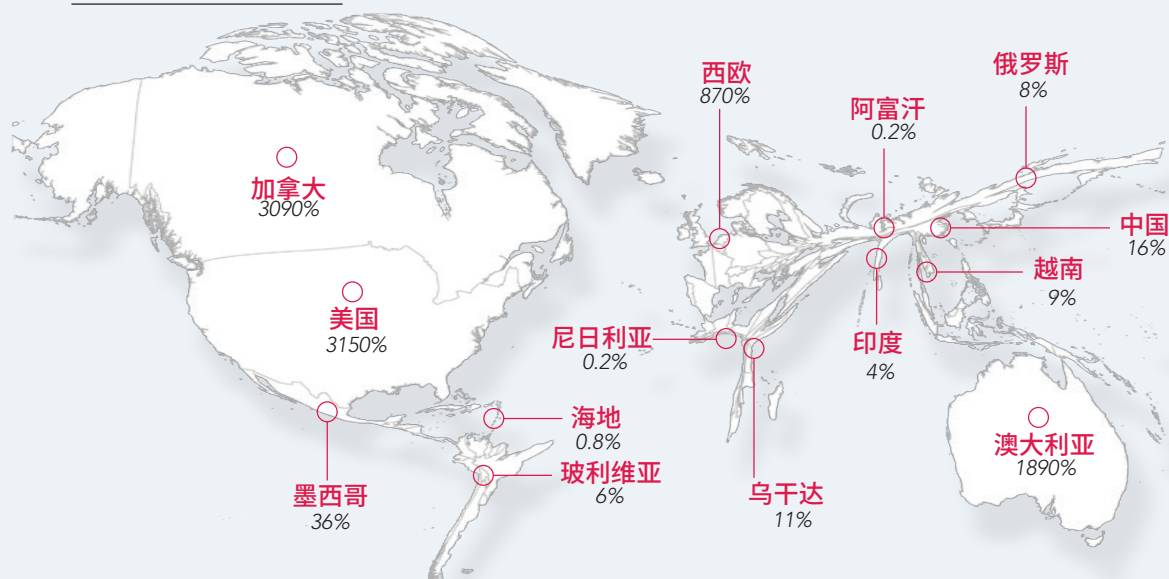 西欧
870%
俄罗斯
8%
阿富汗
0.2%
加拿大
3090%
中国
16%
越南
9%
美国
3150%
尼日利亚
0.2%
印度
4%
海地
0.8%
澳大利亚
1890%
玻利维亚
6%
乌干达
11%
墨西哥
36%